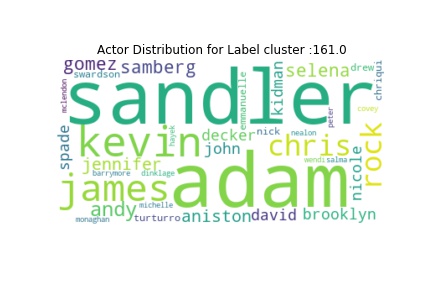 Actor Distribution for Label cluster :161.0
gomez samberg selena drew
swardson kidman chriqui
mclendon sandler emmanuelle
spade kevin hayek decker nick nealon peter covey
jennifer john chris rock
barrymore dinklage wendi salma nicole
james adam
andy michelle aniston david brooklyn
monaghan turturro